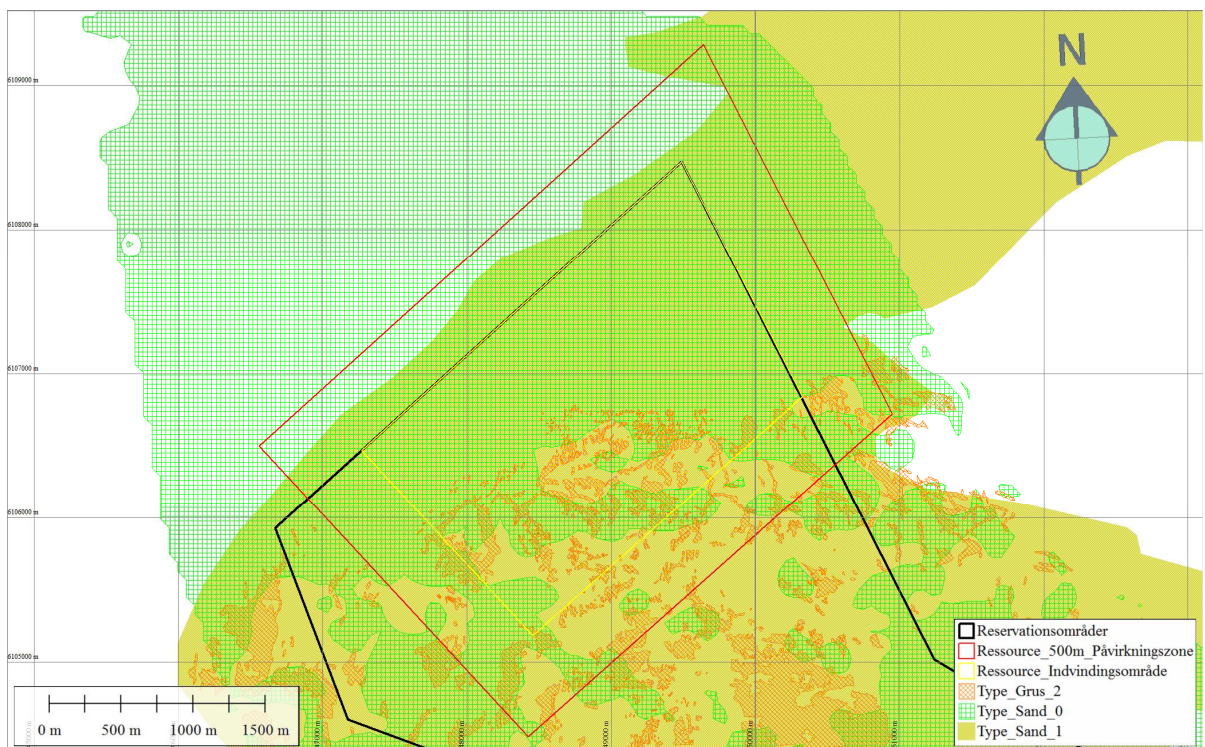 N
6109000 m
6108000 m
6107000 m
6106000 m
6105000 m
0 m
500 m
1000 m
1500 m
Reservationsområder
Ressource_500m_Påvirkningszone
Ressource_Indvindingsområde
Type_Grus_2
Type_Sand_0
Type_Sand_1